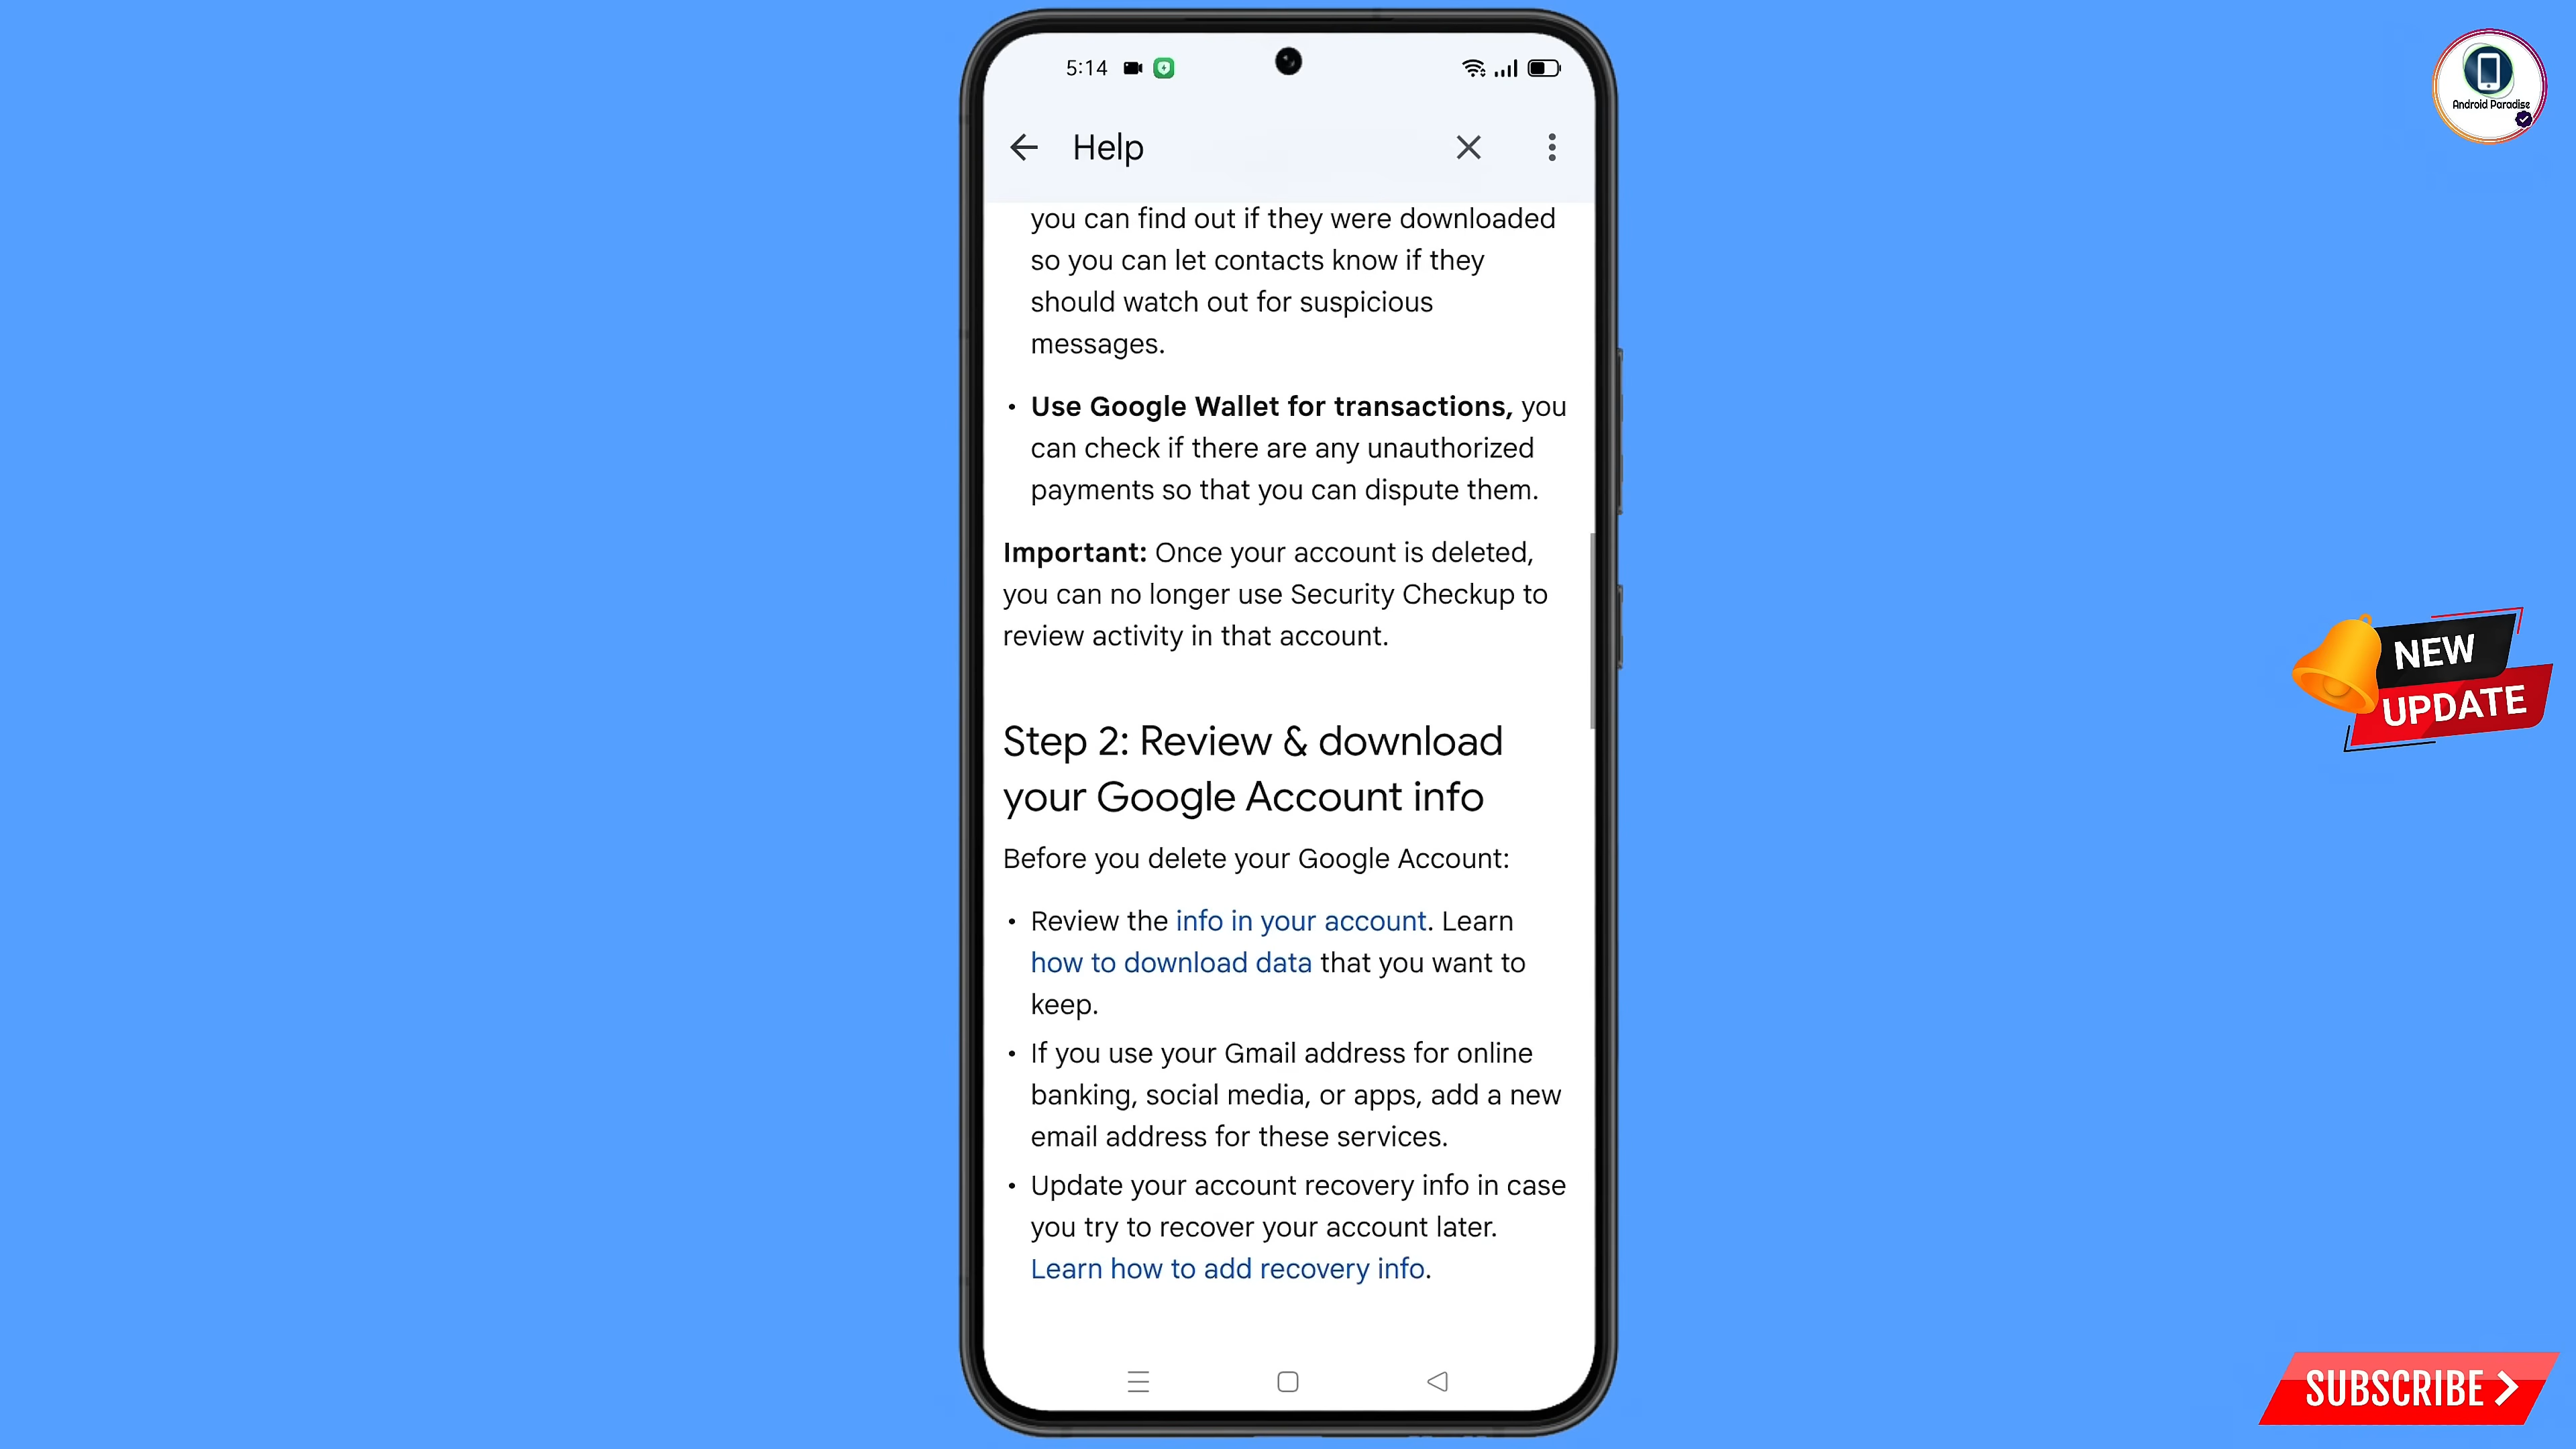 5:14
Android Paradise
Help
you can find out if they were downloaded
so you can let contacts know if they
should watch out for suspicious
messages.
• Use Google Wallet for transactions, you
can check if there are any unauthorized
payments so that you can dispute them.
Important: Once your account is deleted,
you can no longer use Security Checkup to
review activity in that account.
NEW
UPDATE
Step 2: Review & download
your Google Account info
Before you delete your Google Account:
• Review the info in your account. Learn
how to download data that you want to
keep.
• If you use your Gmail address for online
banking, social media, or apps, add a new
email address for these services.
• Update your account recovery info in case
you try to recover your account later.
Learn how to add recovery info.
SUBSCRIBE